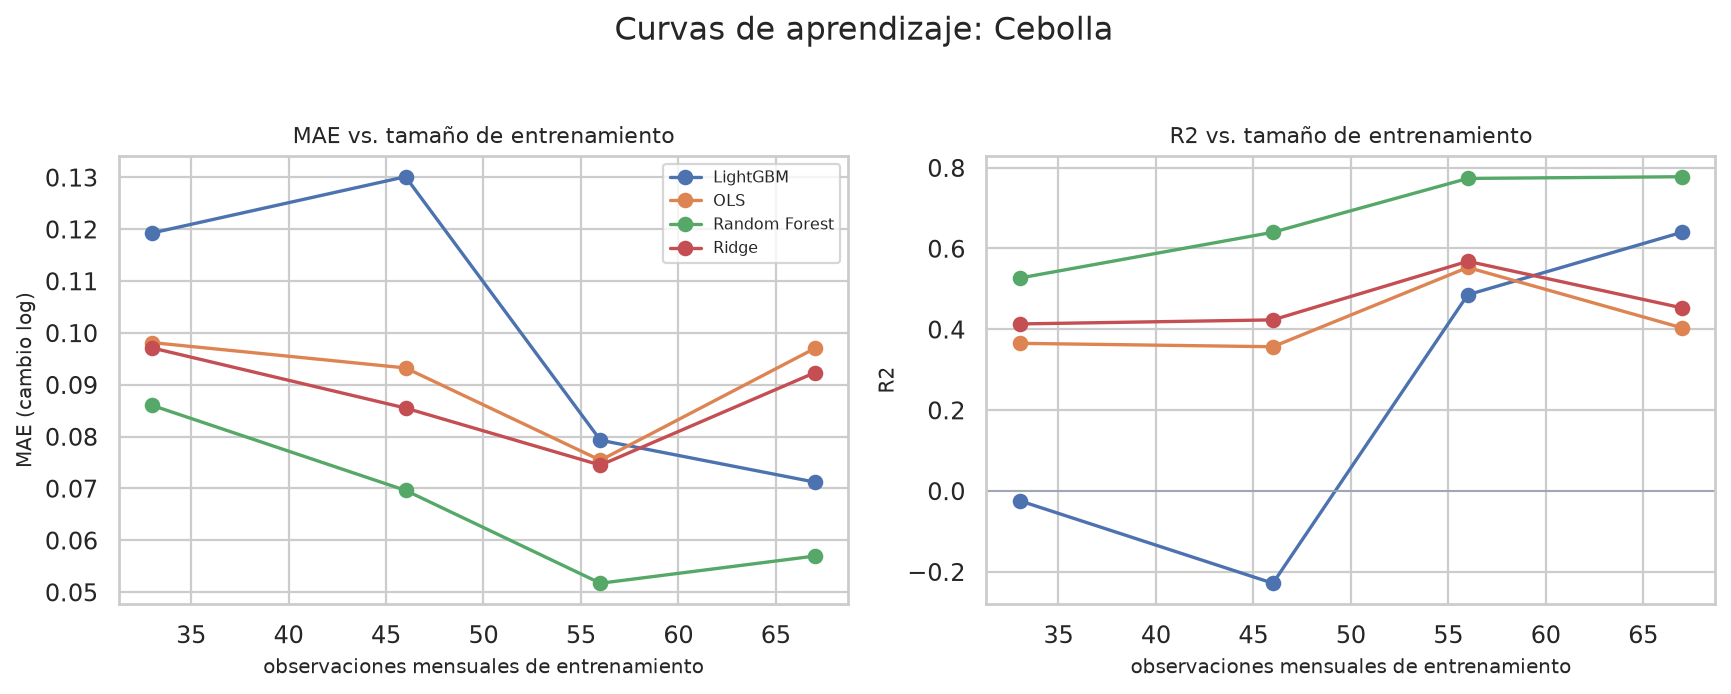 Curvas de aprendizaje: Cebolla
MAE vs. tamaño de entrenamiento
MAE (cambio log)
0.13
0.12
0.11
0.10
0.09
0.08
0.07
0.06
0.05
LightGBM
OLS
Random Forest
Ridge
35 40 45 50 55 60 65
observaciones mensuales de entrenamiento
R2 vs. tamaño de entrenamiento
R2
0.8
0.6
0.4
0.2
0.0
−0.2
35 40 45 50 55 60 65
observaciones mensuales de entrenamiento